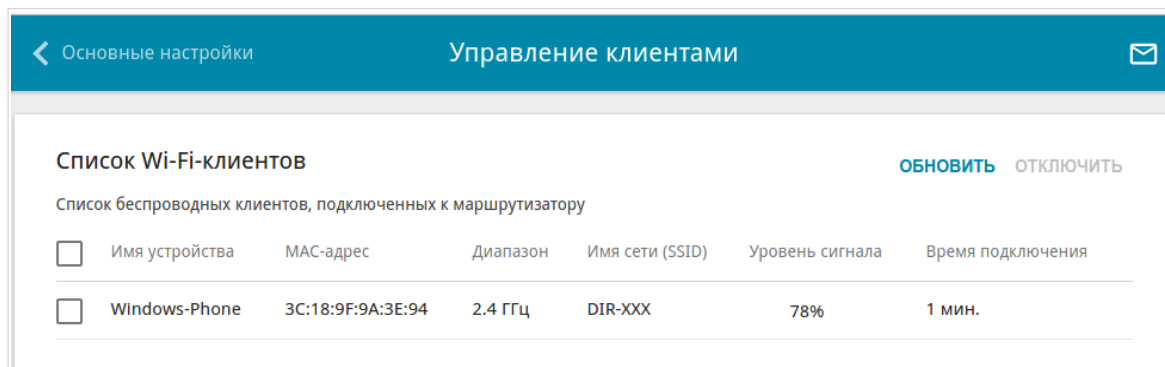 Основные настройки Управление клиентами
Список Wi-Fi-клиентов ОБНОВИТЬ ОТКЛЮЧИТЬ
Список беспроводных клиентов, подключенных к маршрутизатору
Имя устройства MAC-адрес Диапазон Имя сети (SSID) Уровень сигнала Время подключения
Windows-Phone 3C:18:9F:9A:3E:94 2.4 ГГц DIR-XXX 78% 1 мин.